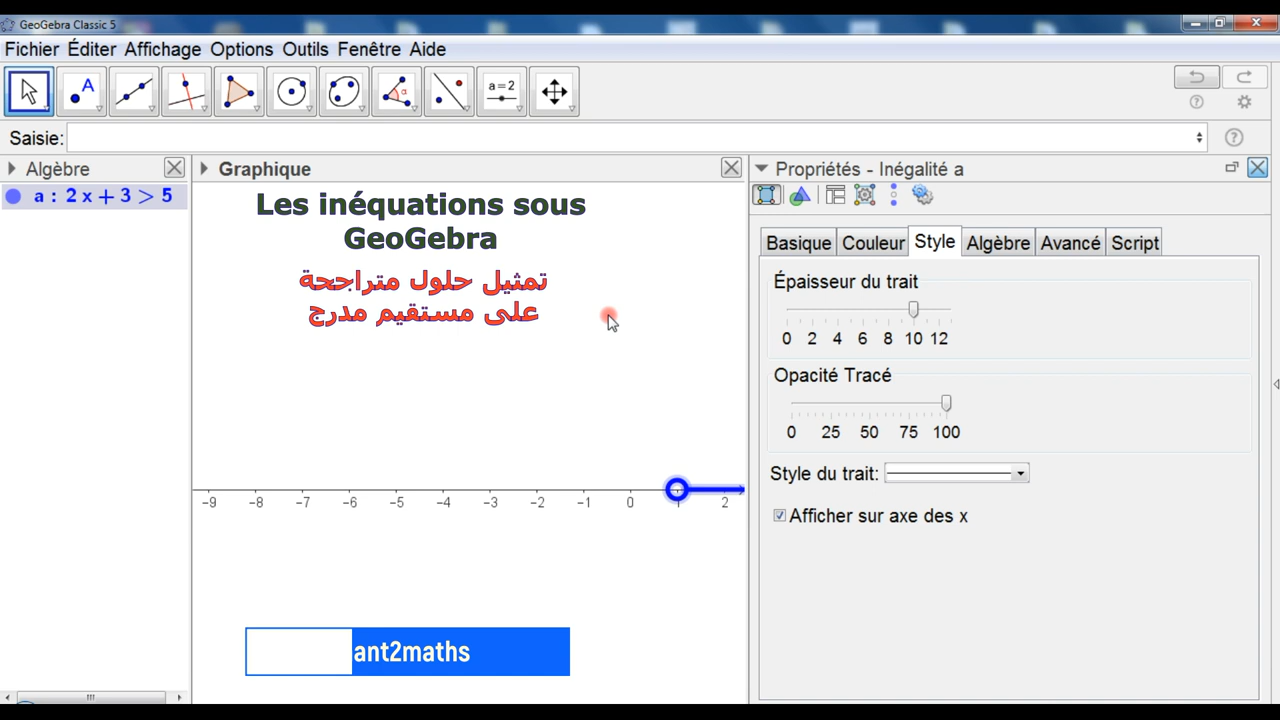 GeoGebra Classic 5
Fichier Éditer Affichage Options Outils Fenêtre Aide
A
α
a = 2
Saisie:
Algèbre
Graphique
Propriétés - Inégalité a
a : 2 x + 3 > 5
Les inéquations sous
GeoGebra
تمثيل حلول متراجحة
على مستقيم مدرج
Basique Couleur Style Algèbre Avancé Script
Épaisseur du trait
0 2 4 6 8 10 12
Opacité Tracé
0 25 50 75 100
Style du trait:
Afficher sur axe des x
-9 -8 -7 -6 -5 -4 -3 -2 -1 0 2
ant2maths